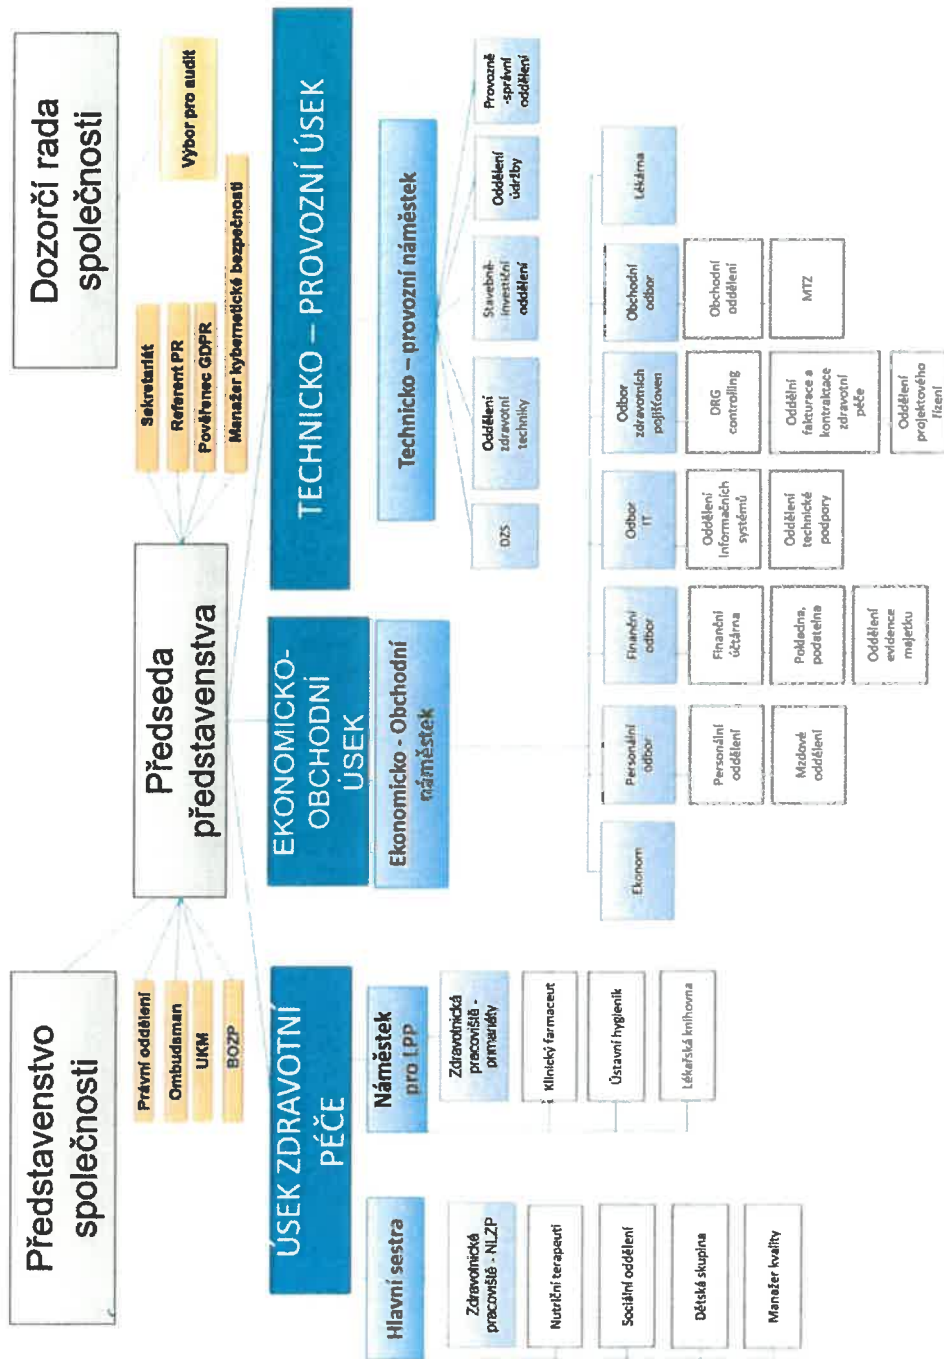 Představenstvo
společnosti
Předseda
představenstva
Dozorčí rada
společnosti
Právní oddělení
Ombudsman
UKM
BOZP
Sekretariát
Referent PR
Pověřenec GDPR
Manažer kybernetické bezpečnosti
Výbor pro audit
ÚSEK ZDRAVOTNÍ
PÉČE
EKONOMICKO-
OBCHODNÍ
ÚSEK
TECHNICKO – PROVOZNÍ ÚSEK
Hlavní sestra
Náměstek
pro LPP
Ekonomicko - Obchodní
náměstek
Technicko – provozní náměstek
Zdravotnická
pracoviště - NLZP
Nutriční terapeuti
Sociální oddělení
Dětská skupina
Manažer kvality
Zdravotnická
pracoviště -
primariáty
Klinický farmaceut
Ústavní hygienik
Lékařská knihovna
DZS
Oddělení
zdravotní
techniky
Stavebně-
investiční
oddělení
Oddělení
údržby
Provozně
-správní
oddělení
Ekonom
Personální
odbor
Personální
oddělení
Mzdové
oddělení
Finanční
odbor
Finanční
účtárna
Pokladna,
podatelna
Oddělení
evidence
majetku
Odbor
IT
Oddělení
Informačních
systémů
Oddělení
technické
podpory
Odbor
zdravotních
pojišťoven
DRG
controlling
Oddělní
fakturace a
kontraktace
zdravotní
péče
Oddělení
projektového
řízení
Obchodní
odbor
Obchodní
oddělení
MTZ
Lékárna